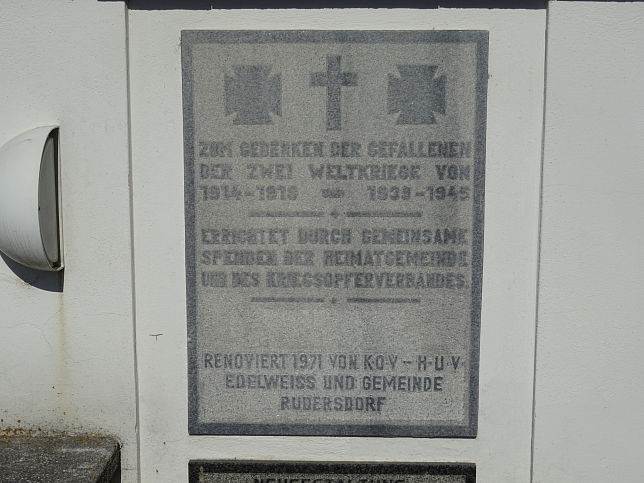 ZUM GEDENKEN DER GEFALLENEN
DER ZWEI WELTKRIEGE VON
1914-1918 UND 1939-1945
ERRICHTET DURCH GEMEINSAME
SPENDEN DER HEIMATGEMEINDE
UND DES KRIEGSOPFERVERBANDES.
RENOVIERT 1971 VON K·O·V-H·U·V·
EDELWEISS UND GEMEINDE
RUDERSDORF